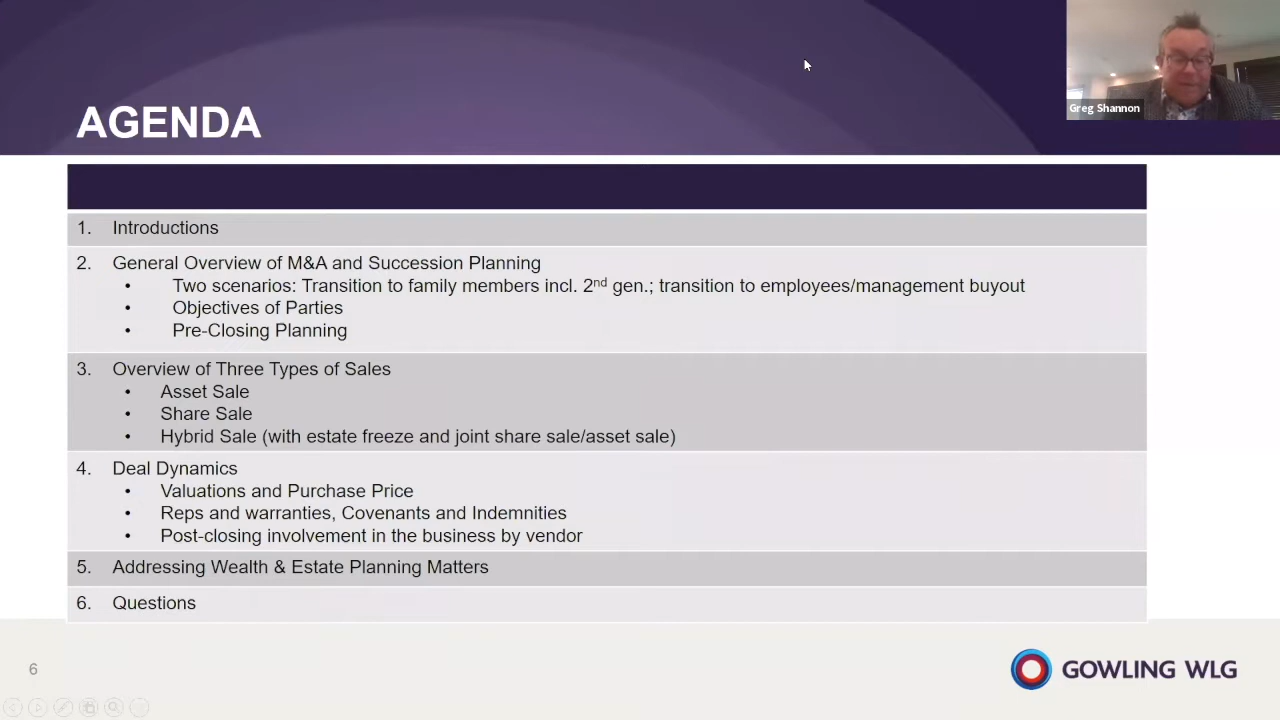 Greg Shannon
AGENDA
1. Introductions
2. General Overview of M&A and Succession Planning
• Two scenarios: Transition to family members incl. 2nd gen.; transition to employees/management buyout
• Objectives of Parties
• Pre-Closing Planning
3. Overview of Three Types of Sales
• Asset Sale
• Share Sale
• Hybrid Sale (with estate freeze and joint share sale/asset sale)
4. Deal Dynamics
• Valuations and Purchase Price
• Reps and warranties, Covenants and Indemnities
• Post-closing involvement in the business by vendor
5. Addressing Wealth & Estate Planning Matters
6. Questions
6
GOWLING WLG